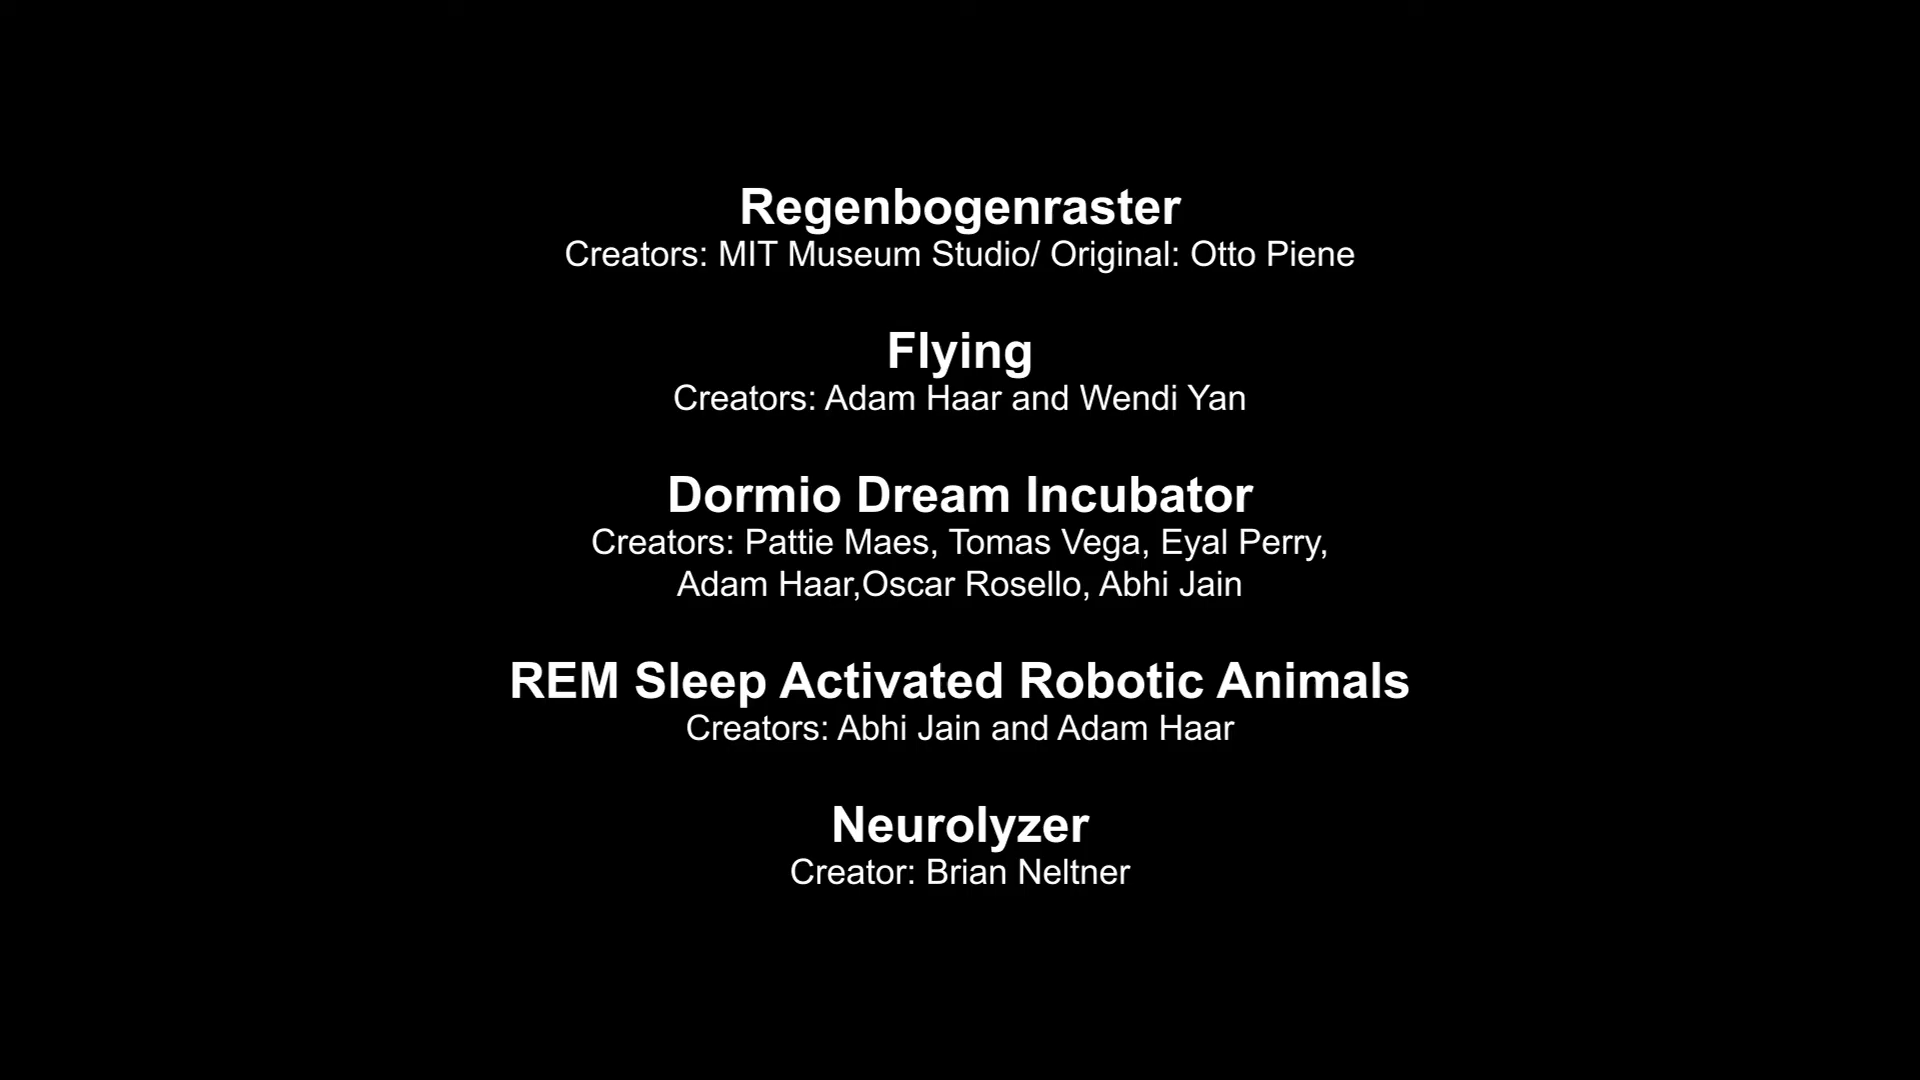 Regenbogenraster
Creators: MIT Museum Studio/ Original: Otto Piene
Flying
Creators: Adam Haar and Wendi Yan
Dormio Dream Incubator
Creators: Pattie Maes, Tomas Vega, Eyal Perry,
Adam Haar,Oscar Rosello, Abhi Jain
REM Sleep Activated Robotic Animals
Creators: Abhi Jain and Adam Haar
Neurolyzer
Creator: Brian Neltner